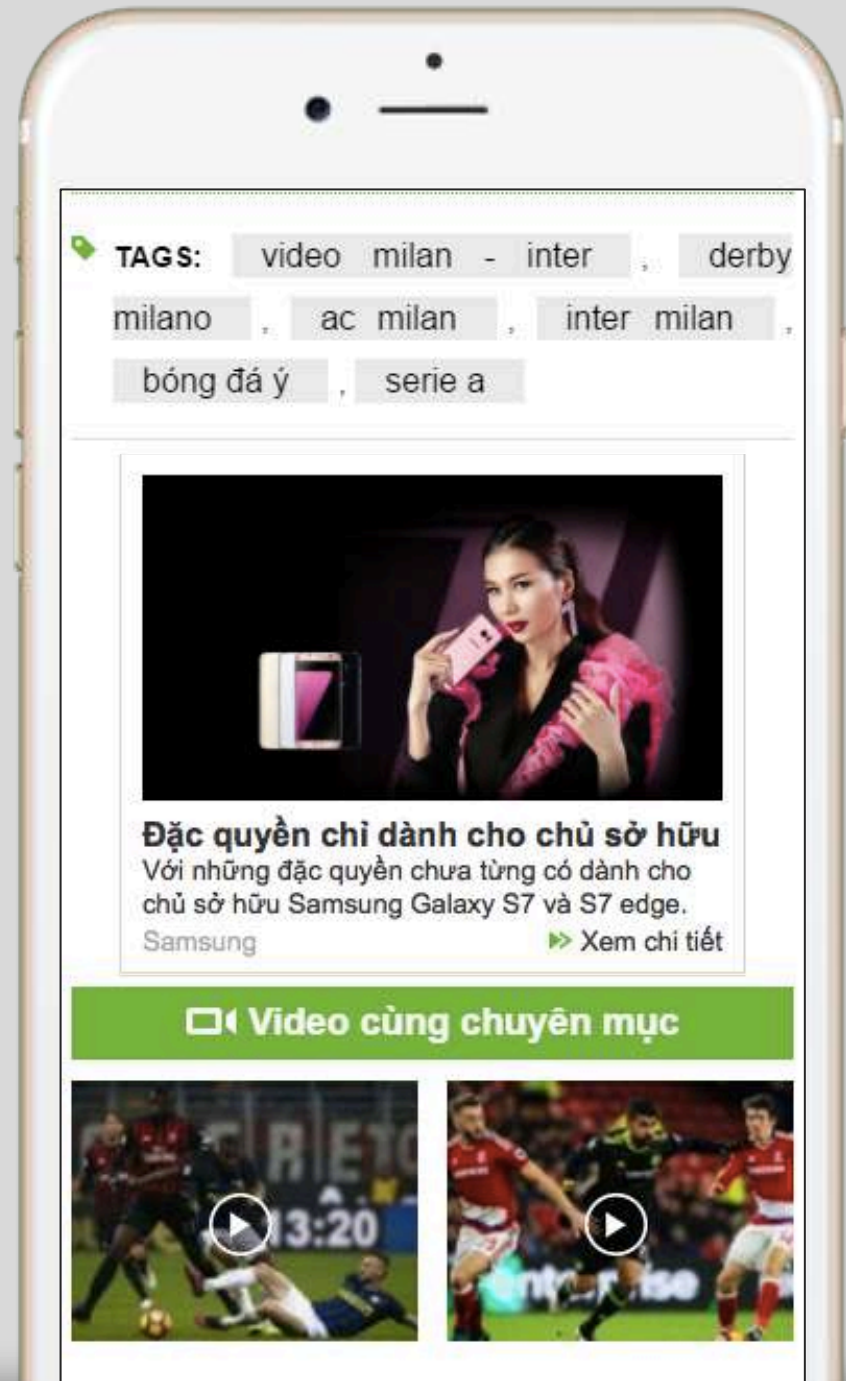 TAGS: video milan - inter , derby
milano , ac milan , inter milan ,
bóng đá ý , serie a
Đặc quyền chỉ dành cho chủ sở hữu
Với những đặc quyền chưa từng có dành cho
chủ sở hữu Samsung Galaxy S7 và S7 edge.
Samsung Xem chi tiết
Video cùng chuyên mục
13:20